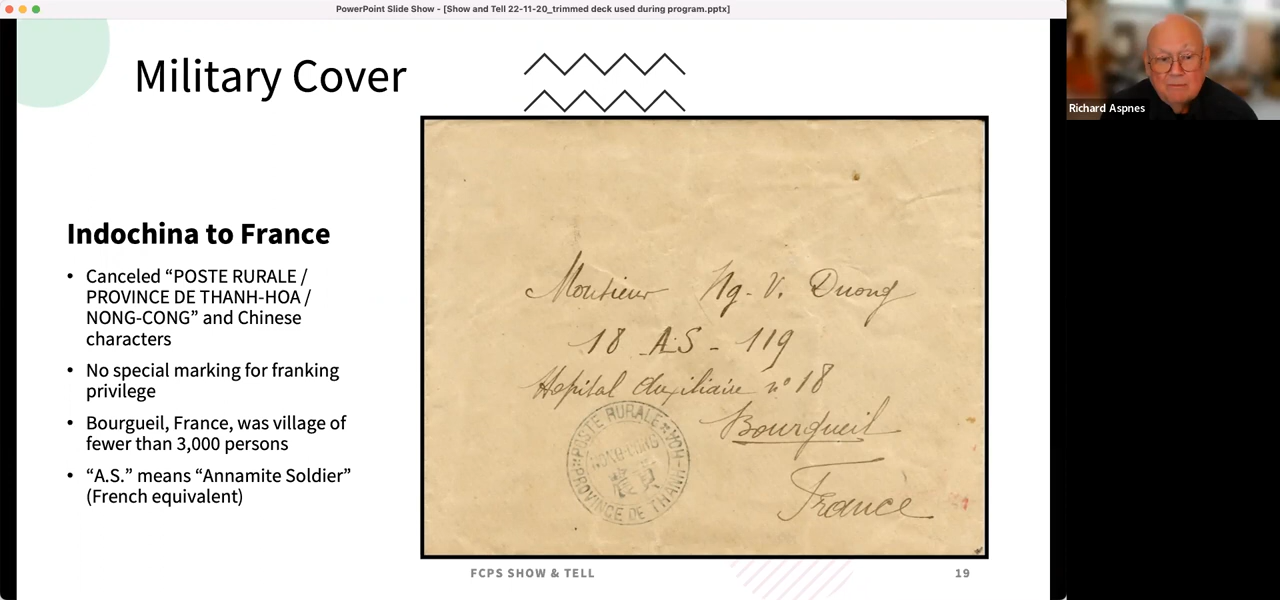 PowerPoint Slide Show - [Show and Tell 22-11-20_trimmed deck used during program.pptx]
Military Cover
Indochina to France
• Canceled “POSTE RURALE /
PROVINCE DE THANH-HOA /
NONG-CONG” and Chinese
characters
• No special marking for franking
privilege
• Bourgueil, France, was village of
fewer than 3,000 persons
• “A.S.” means “Annamite Soldier”
(French equivalent)
Monsieur Ng. V. Duong
18 A.S - 119
Hopital Auxiliaire n° 18
Bourgueil
France
POSTE RURALE
PROVINCE DE THANH-HOA
NONG-CONG
FCPS SHOW & TELL
19
Richard Aspnes